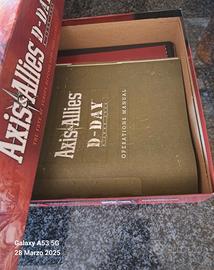 Axis & Allies
D-DAY
Axis & Allies
D-DAY
OPERATIONS MANUAL
Galaxy A53 5G
28 Marzo 2025